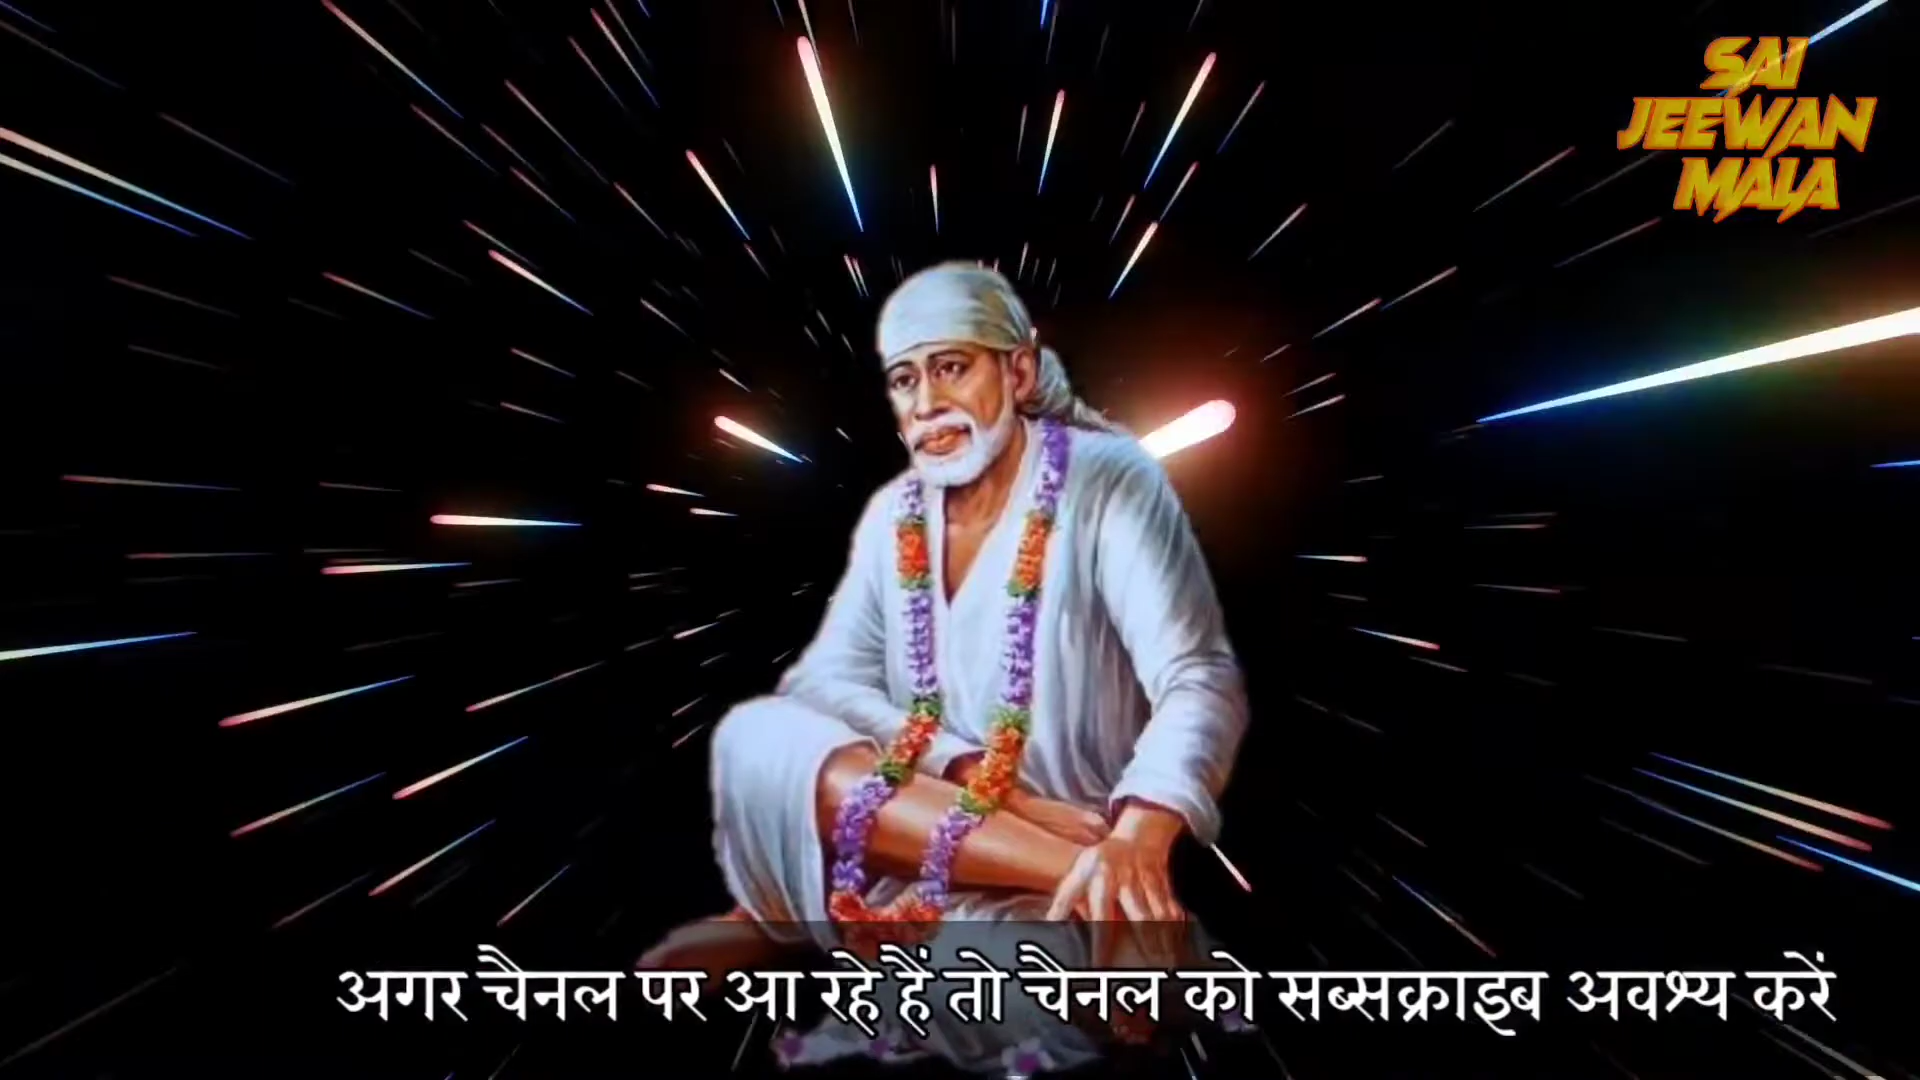 SAI
JEEWAN
MALA
अगर चैनल पर आ रहे हैं तो चैनल को सब्सक्राइब अवश्य करें